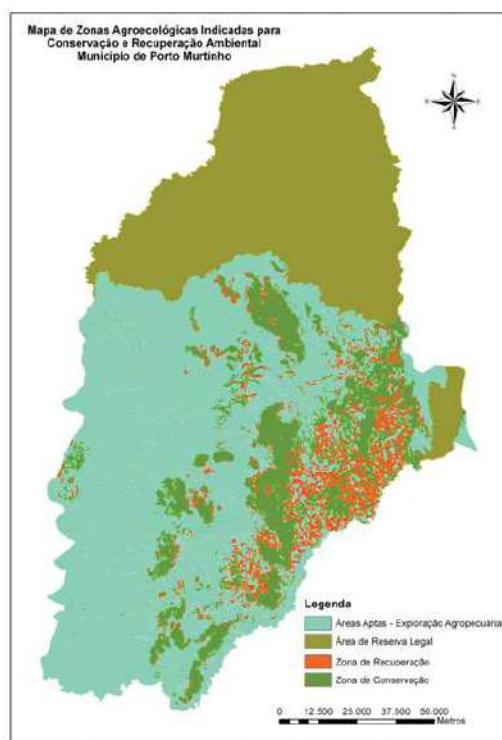 Mapa de Zonas Agroecológicas Indicadas para
Conservação e Recuperação Ambiental
Município de Porto Murtinho
N
Legenda
Áreas Aptas - Exploração Agropecuária
Área de Reserva Legal
Zona de Recuperação
Zona de Conservação
0 12.500 25.000 37.500 50.000
Metros